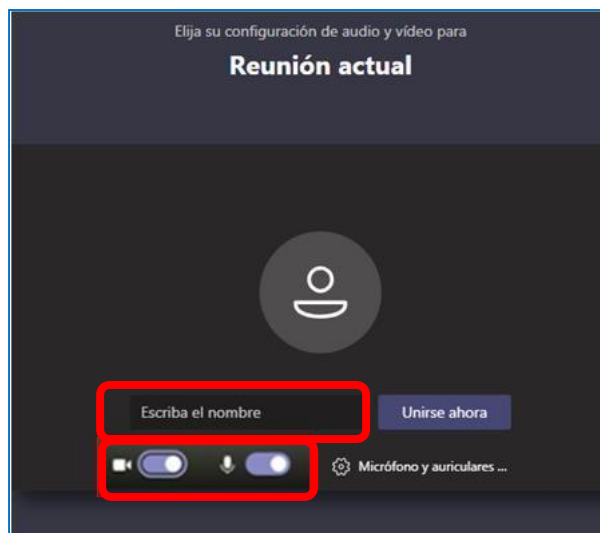 Elija su configuración de audio y vídeo para
Reunión actual
Escriba el nombre
Unirse ahora
Micrófono y auriculares ...